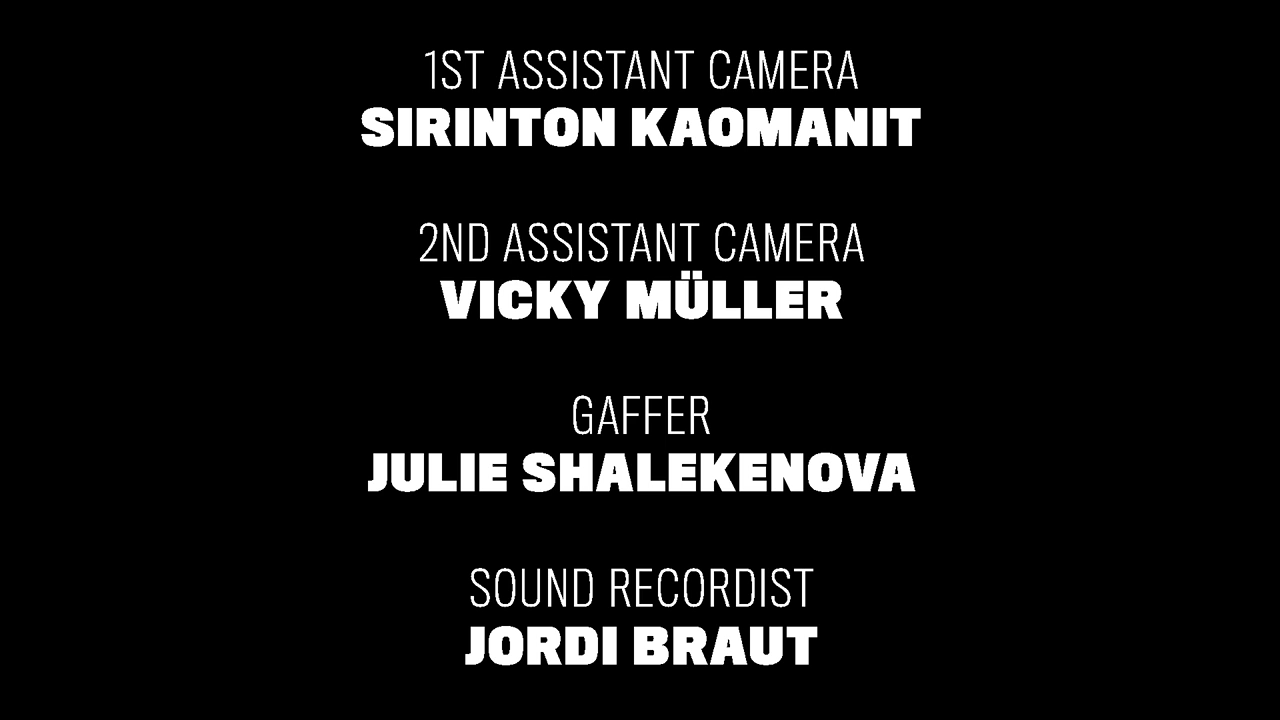 1ST ASSISTANT CAMERA
SIRINTON KAOMANIT
2ND ASSISTANT CAMERA
VICKY MÜLLER
GAFFER
JULIE SHALEKENOVA
SOUND RECORDIST
JORDI BRAUT